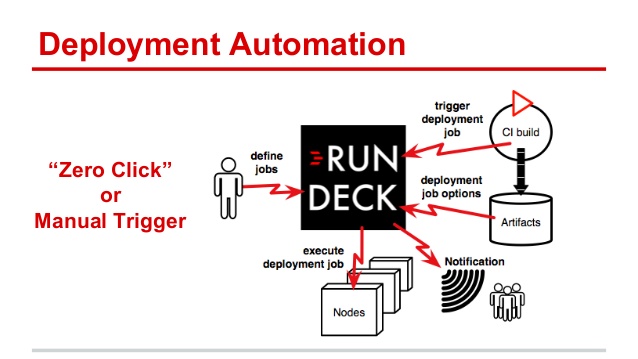 Deployment Automation
“Zero Click”
or
Manual Trigger
define
jobs
RUN
DECK
trigger
deployment
job
CI build
deployment
job options
Artifacts
execute
deployment job
Nodes
Notification